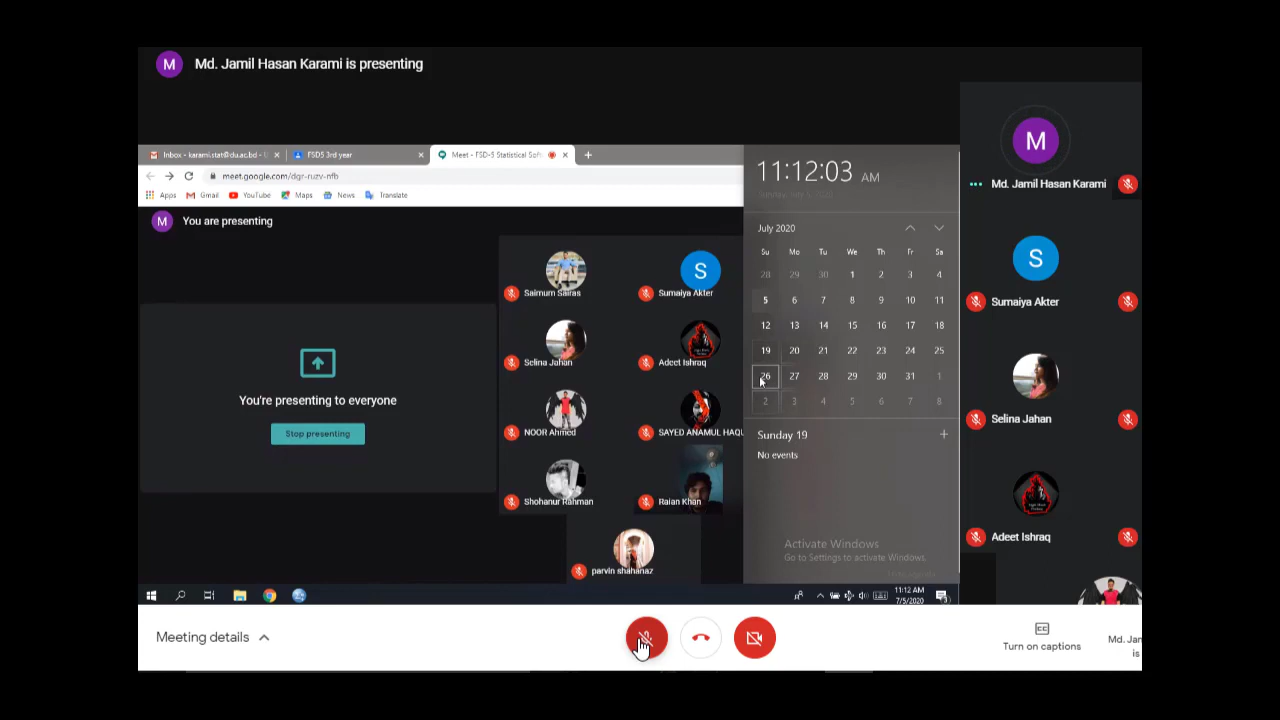 M Md. Jamil Hasan Karami is presenting
Inbox - karami.stat@du.ac.bd - U
FSD5 3rd year
Meet - FSD-5 Statistical Soft
meet.google.com/dgr-ruzv-nfb
Apps Gmail YouTube Maps News Translate
M You are presenting
You're presenting to everyone
Stop presenting
Saimum Sairas
S
Sumaiya Akter
Selina Jahan
Adeet Ishraq
NOOR Ahmed
SAYED ANAMUL HAQU
Shohanur Rahman
Raian Khan
parvin shahanaz
11:12:03 AM
July 2020
Su Mo Tu We Th Fr Sa
28 29 30 1 2 3 4
5 6 7 8 9 10 11
12 13 14 15 16 17 18
19 20 21 22 23 24 25
26 27 28 29 30 31 1
2 3 4 5 6 7 8
Sunday 19
No events
Activate Windows
Go to Settings to activate Windows.
11:12 AM
7/5/2020
M
Md. Jamil Hasan Karami
S
Sumaiya Akter
Selina Jahan
Adeet Ishraq
Meeting details
CC
Turn on captions
Md. Jan
is